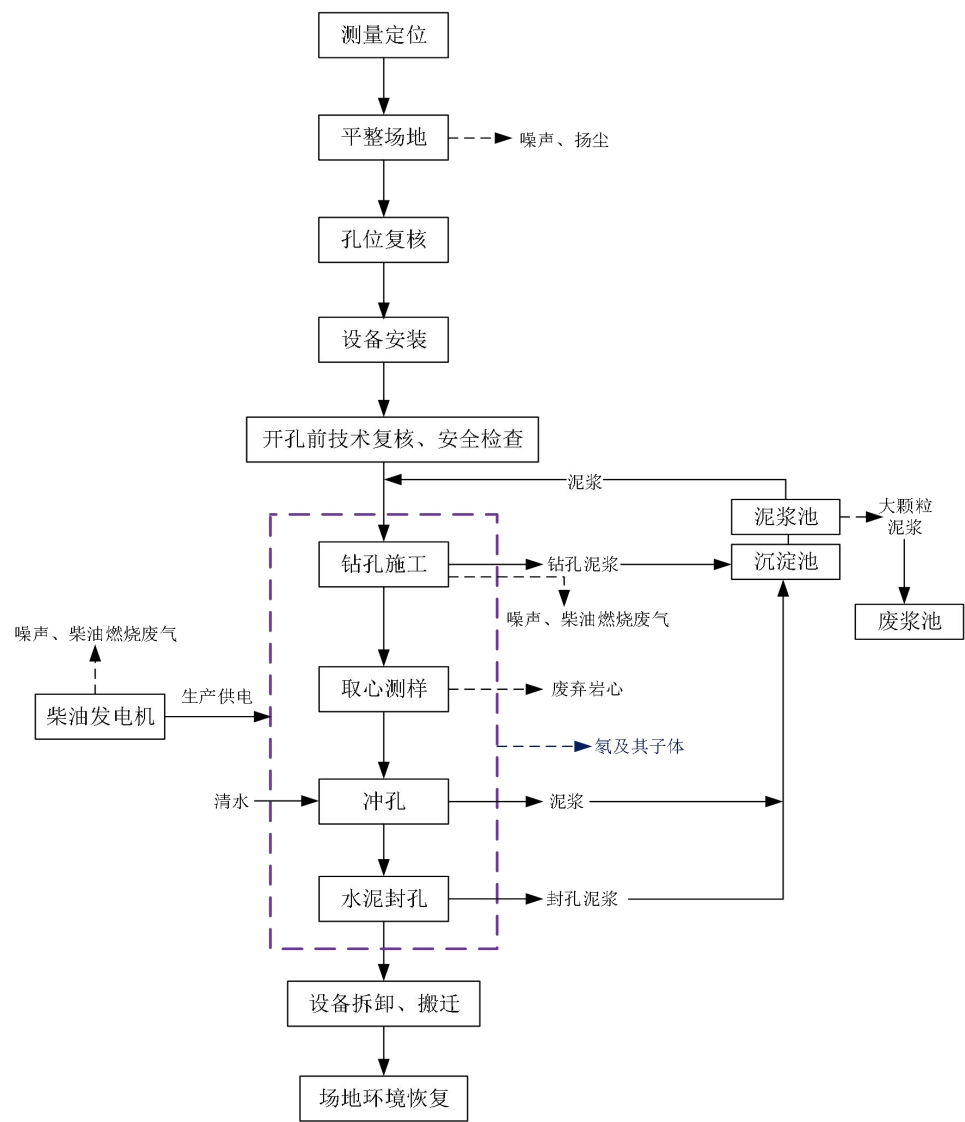 测量定位
平整场地
噪声、扬尘
孔位复核
设备安装
开孔前技术复核、安全检查
泥浆
泥浆池
大颗粒
泥浆
钻孔施工
钻孔泥浆
沉淀池
噪声、柴油燃烧废气
废浆池
噪声、柴油燃烧废气
取心测样
废弃岩心
生产供电
柴油发电机
氡及其子体
清水
冲孔
泥浆
水泥封孔
封孔泥浆
设备拆卸、搬迁
场地环境恢复